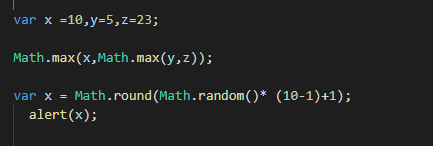 var x =10,y=5,z=23;
Math.max(x,Math.max(y,z));
var x = Math.round(Math.random()* (10-1)+1);
alert(x);